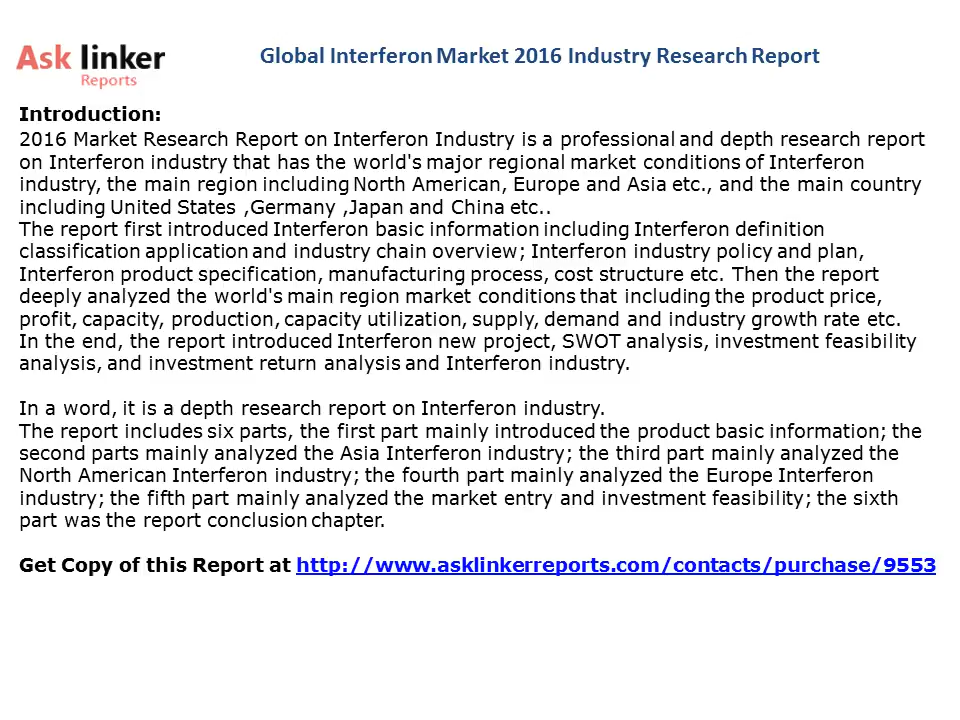 Ask linker
Reports
Global Interferon Market 2016 Industry Research Report
Introduction:
2016 Market Research Report on Interferon Industry is a professional and depth research report
on Interferon industry that has the world's major regional market conditions of Interferon
industry, the main region including North American, Europe and Asia etc., and the main country
including United States ,Germany ,Japan and China etc..
The report first introduced Interferon basic information including Interferon definition
classification application and industry chain overview; Interferon industry policy and plan,
Interferon product specification, manufacturing process, cost structure etc. Then the report
deeply analyzed the world's main region market conditions that including the product price,
profit, capacity, production, capacity utilization, supply, demand and industry growth rate etc.
In the end, the report introduced Interferon new project, SWOT analysis, investment feasibility
analysis, and investment return analysis and Interferon industry.
In a word, it is a depth research report on Interferon industry.
The report includes six parts, the first part mainly introduced the product basic information; the
second parts mainly analyzed the Asia Interferon industry; the third part mainly analyzed the
North American Interferon industry; the fourth part mainly analyzed the Europe Interferon
industry; the fifth part mainly analyzed the market entry and investment feasibility; the sixth
part was the report conclusion chapter.
Get Copy of this Report at http://www.asklinkerreports.com/contacts/purchase/9553